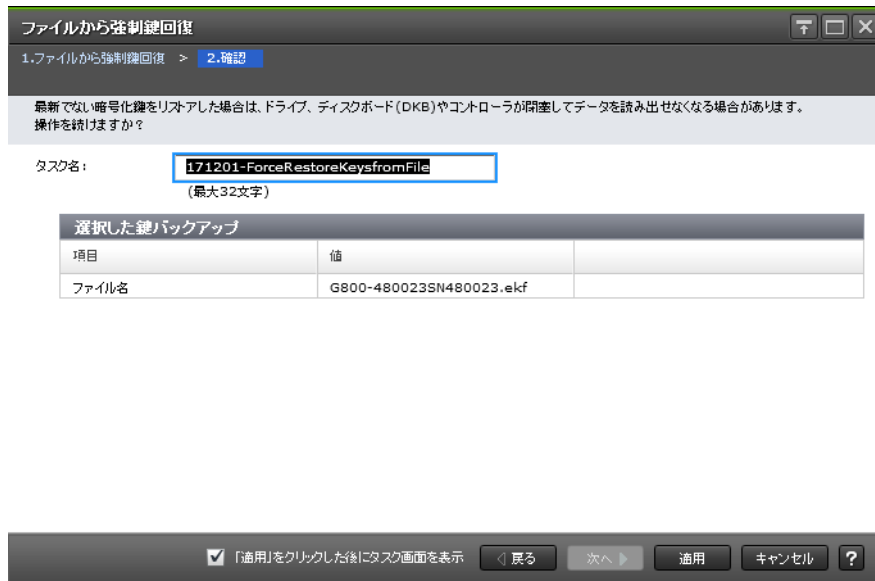 ファイルから強制鍵回復
1.ファイルから強制鍵回復 > 2.確認
最新でない暗号化鍵をリストアした場合は、ドライブ、ディスクボード(DKB)やコントローラが閉塞してデータを読み出せなくなる場合があります。
操作を続けますか？
タスク名： 171201-ForceRestoreKeysfromFile
(最大32文字)
選択した鍵バックアップ
項目 値
ファイル名 G800-480023SN480023.ekf
「適用」をクリックした後にタスク画面を表示 戻る 次へ 適用 キャンセル ?